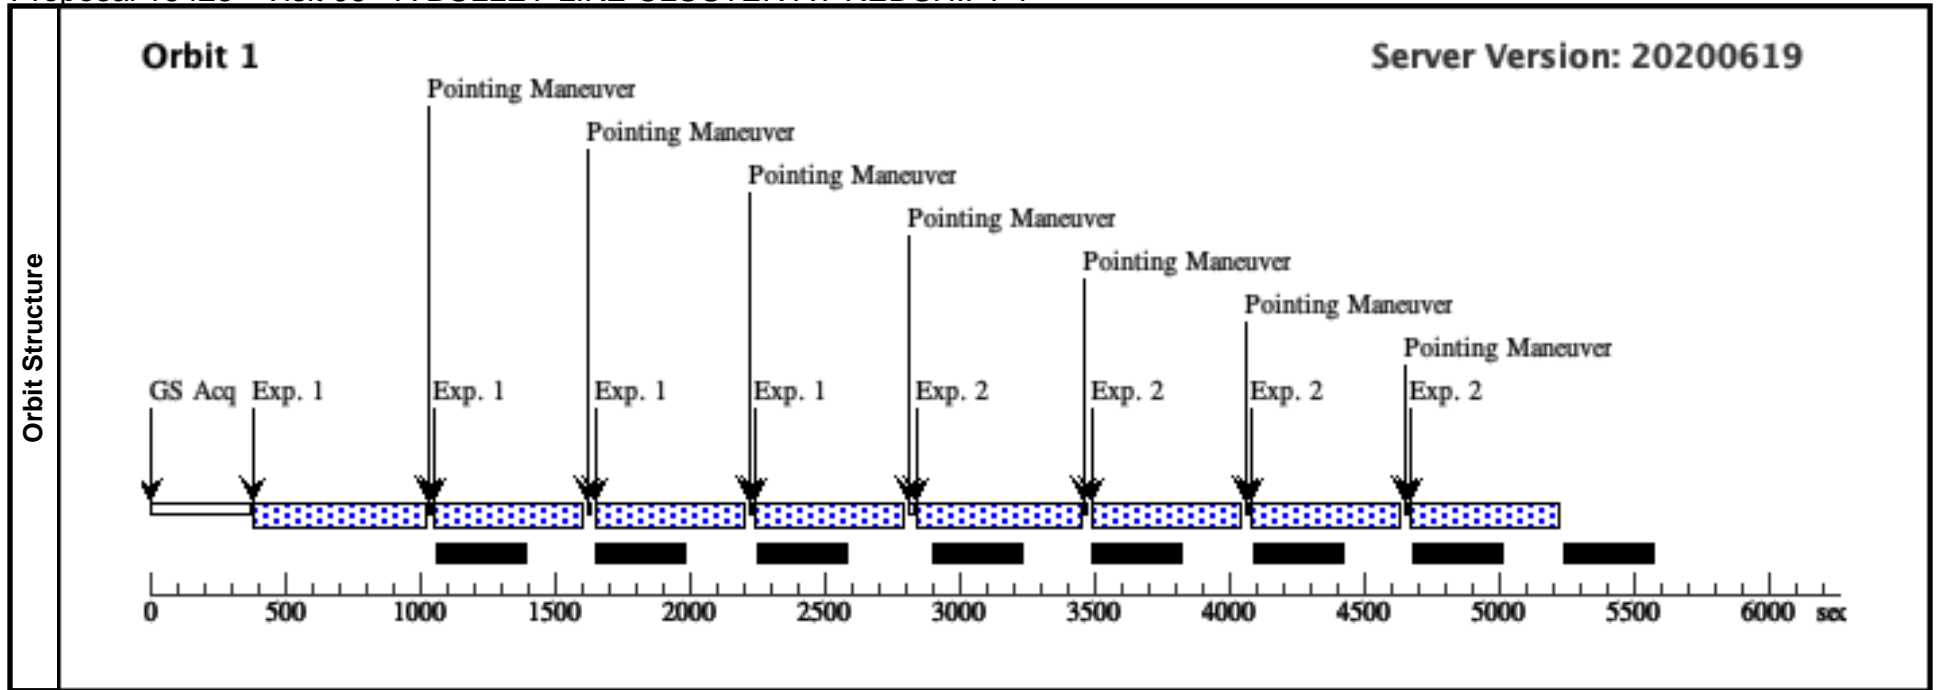 Orbit Structure
Orbit 1 Server Version: 20200619
Pointing Maneuver
Pointing Maneuver
Pointing Maneuver
Pointing Maneuver
Pointing Maneuver
Pointing Maneuver
Pointing Maneuver
GS Acq Exp. 1 Exp. 1 Exp. 1 Exp. 1 Exp. 2 Exp. 2 Exp. 2 Exp. 2
0 500 1000 1500 2000 2500 3000 3500 4000 4500 5000 5500 6000 sec